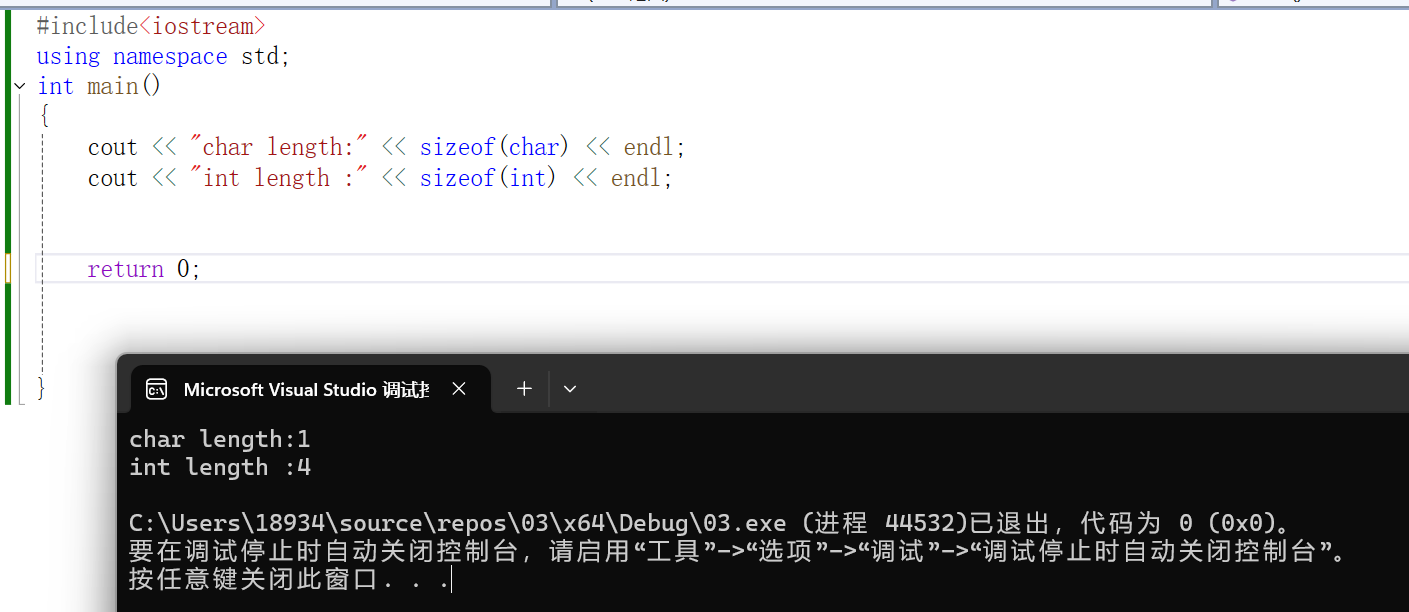 #include<iostream>
using namespace std;
int main()
{
cout << "char length:" << sizeof(char) << endl;
cout << "int length :" << sizeof(int) << endl;
return 0;
}
Microsoft Visual Studio 调试
char length:1
int length :4
C:\Users\18934\source\repos\03\x64\Debug\03.exe (进程 44532)已退出，代码为 0 (0x0)。
要在调试停止时自动关闭控制台，请启用“工具”->“选项”->“调试”->“调试停止时自动关闭控制台”。
按任意键关闭此窗口. . .